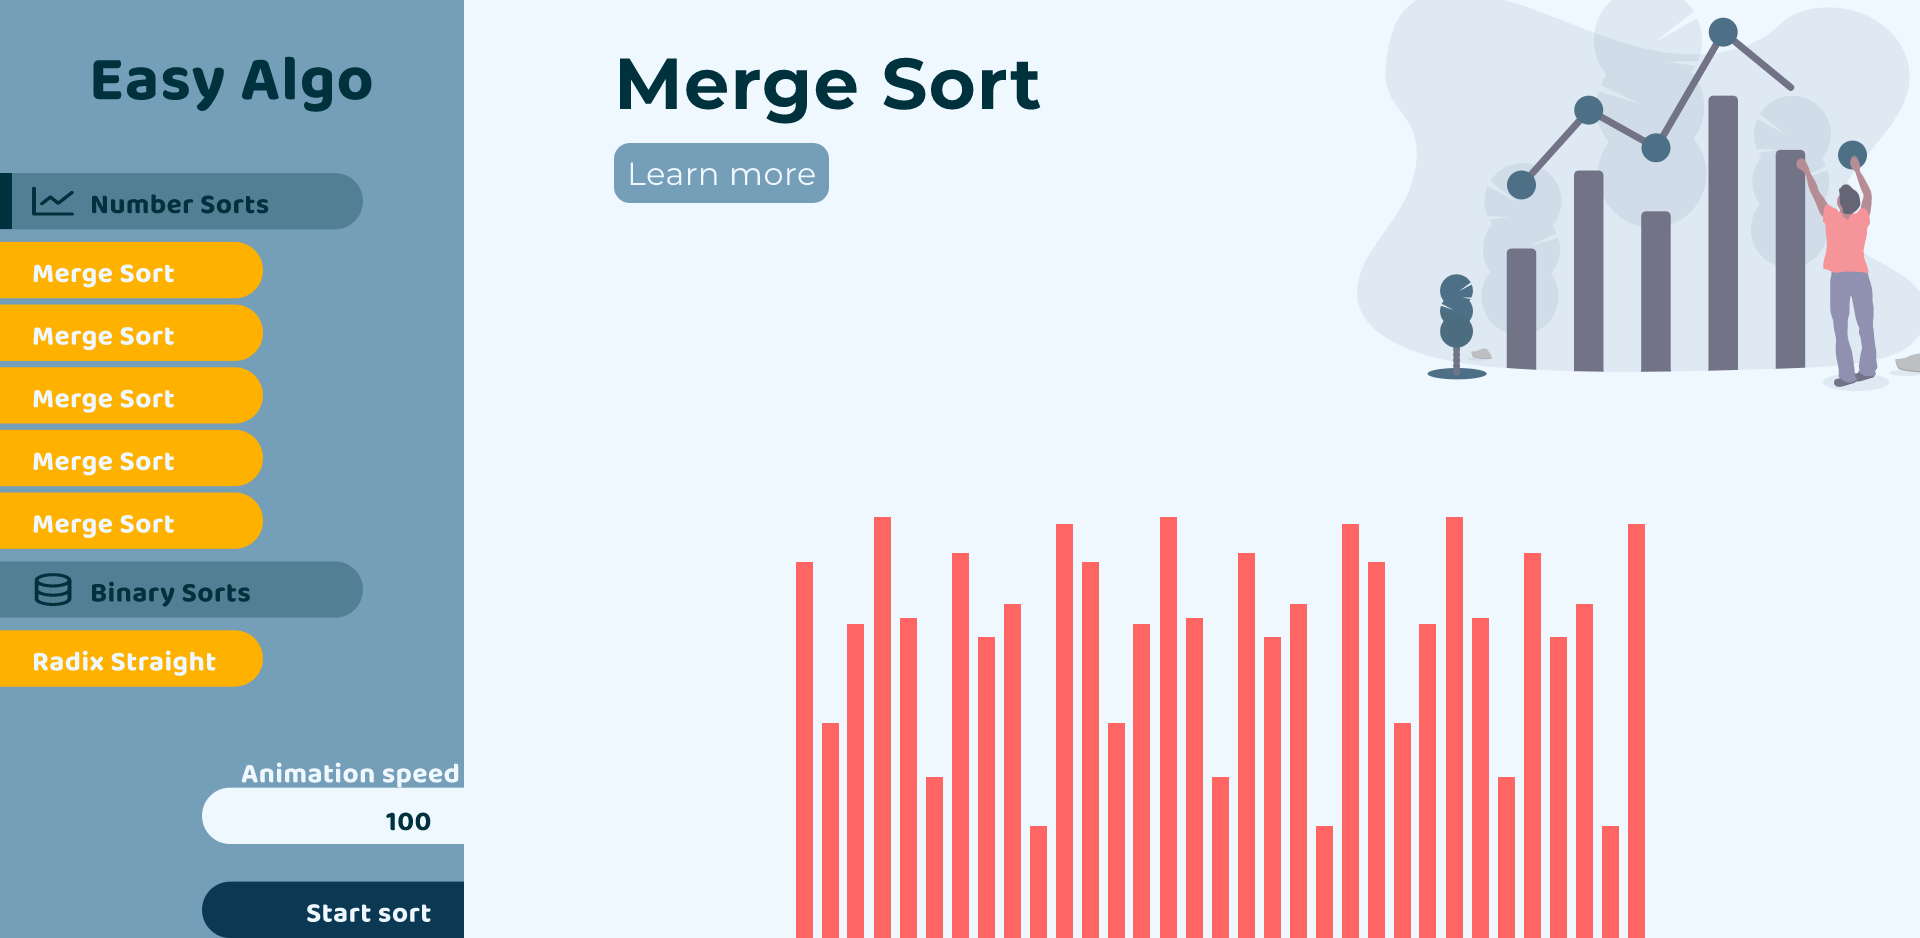 Easy Algo
Number Sorts
Merge Sort
Merge Sort
Merge Sort
Merge Sort
Merge Sort
Binary Sorts
Radix Straight
Animation speed
100
Start sort
Merge Sort
Learn more